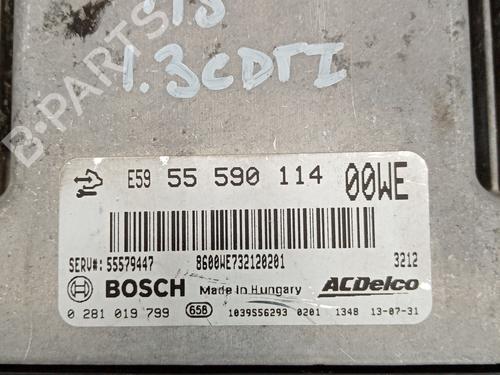 1.3CDTI
B-PARTS
E59 55 590 114 00WE
SERV#: 55579447 8600WE732120201 3212
BOSCH Made in Hungary ACDelco
0 281 019 799 658 1039S56293 0201 1348 13-07-31